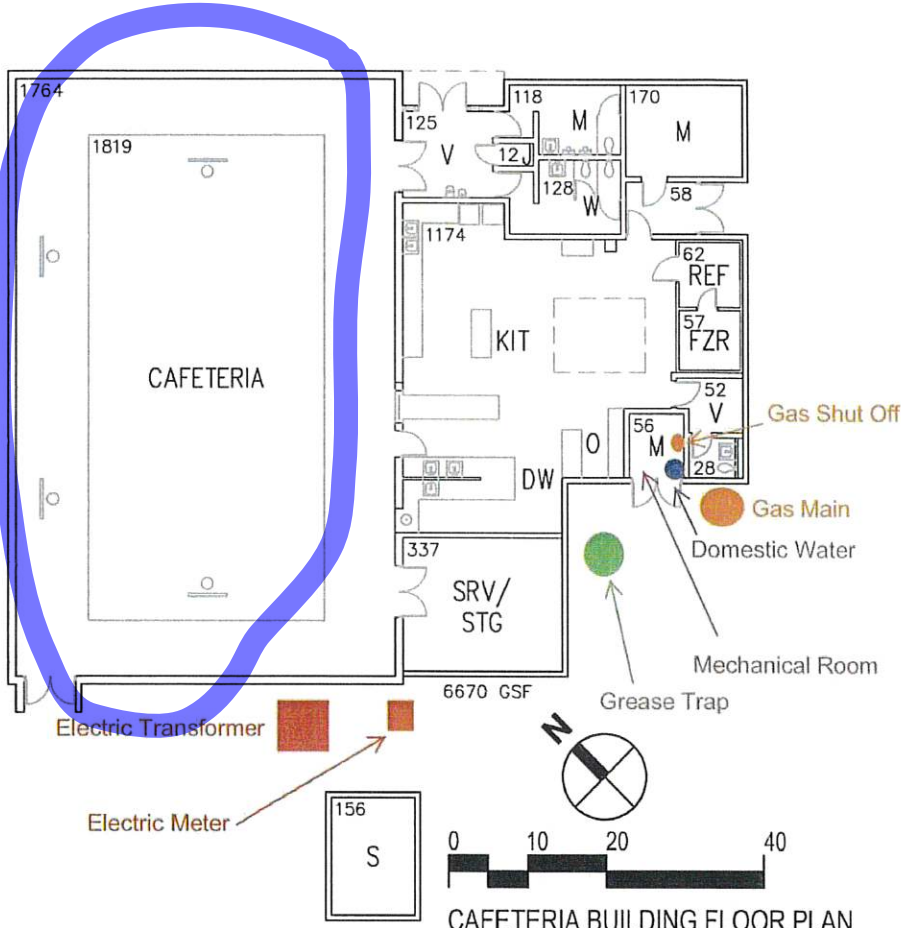 1764
1819
CAFETERIA
125
V
118
M
12J
128
W
170
M
58
1174
KIT
62
REF
57
FZR
52
V
56
M
28
O
DW
337
SRV/
STG
6670 GSF
Gas Shut Off
Gas Main
Domestic Water
Mechanical Room
Grease Trap
Electric Transformer
Electric Meter
156
S
N
0 10 20 40
CAFETERIA BUILDING FLOOR PLAN